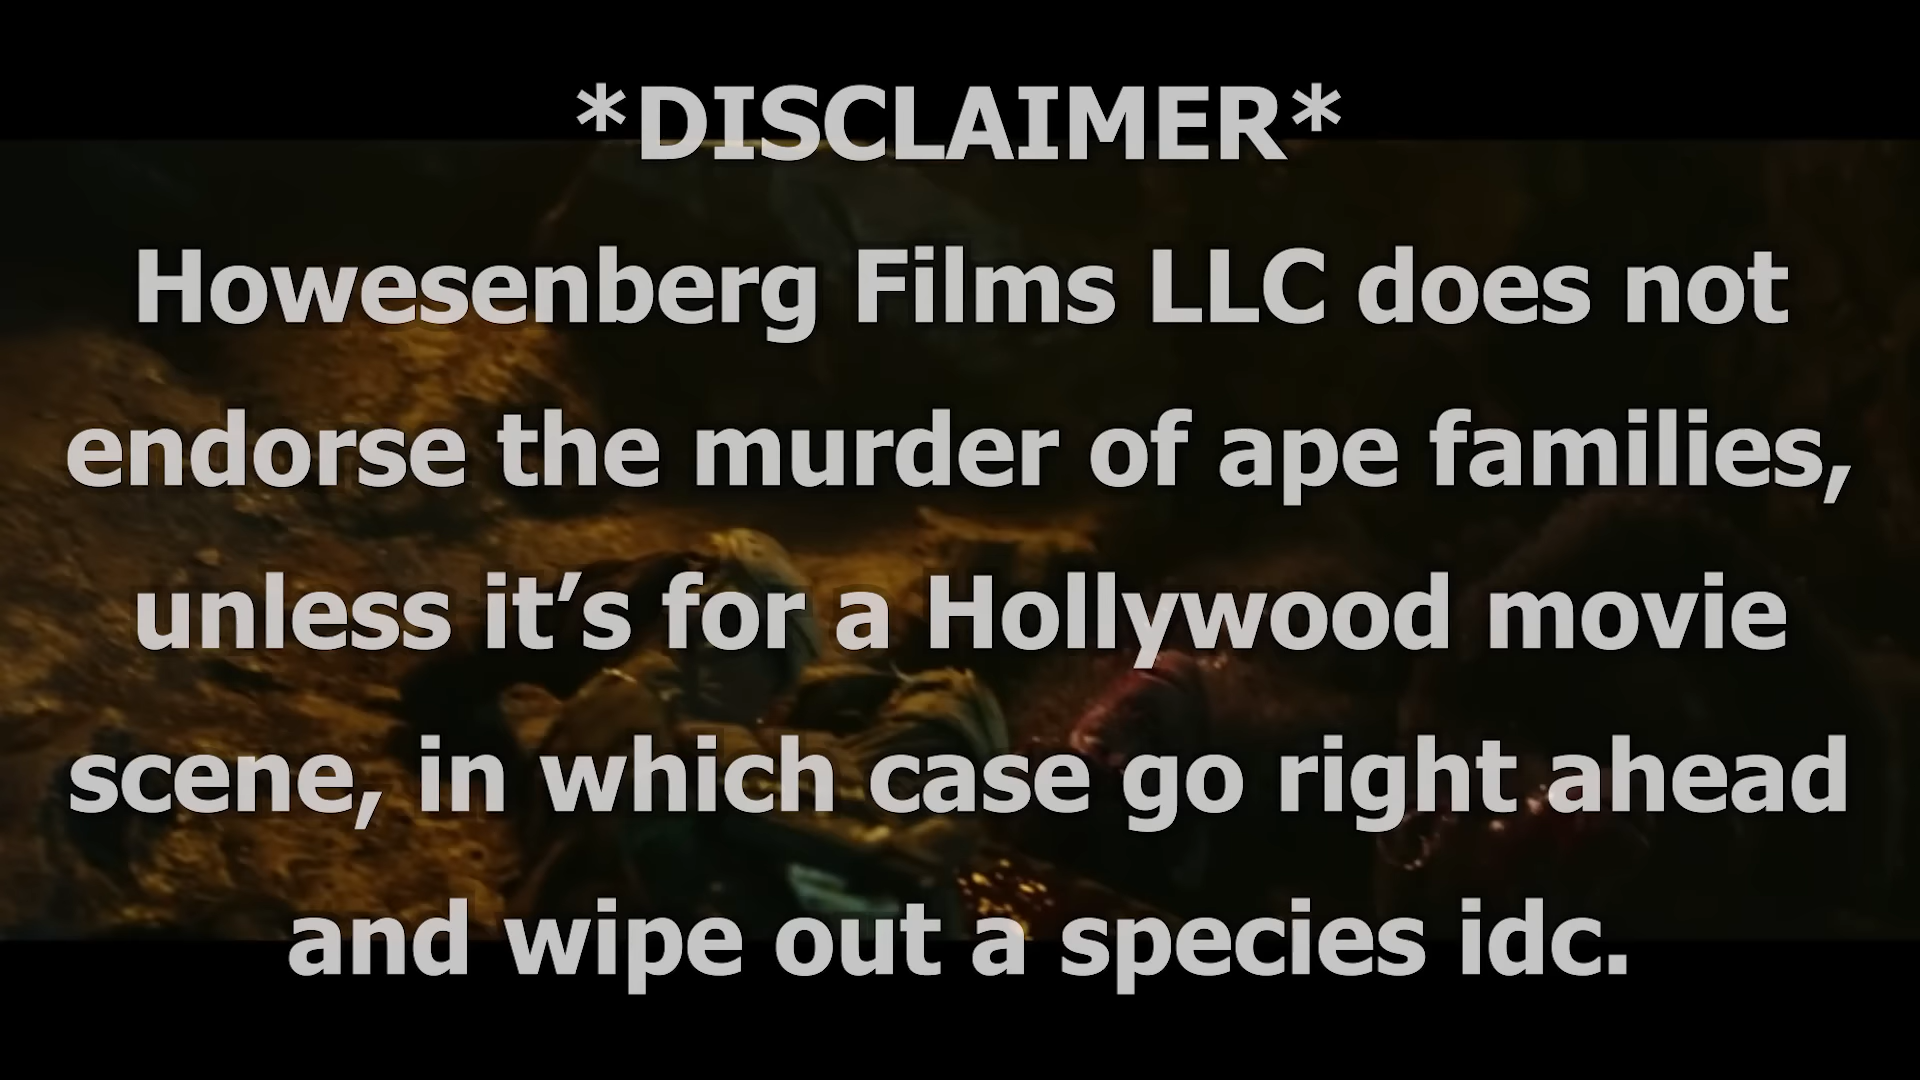 *DISCLAIMER*
Howesenberg Films LLC does not
endorse the murder of ape families,
unless it’s for a Hollywood movie
scene, in which case go right ahead
and wipe out a species idc.